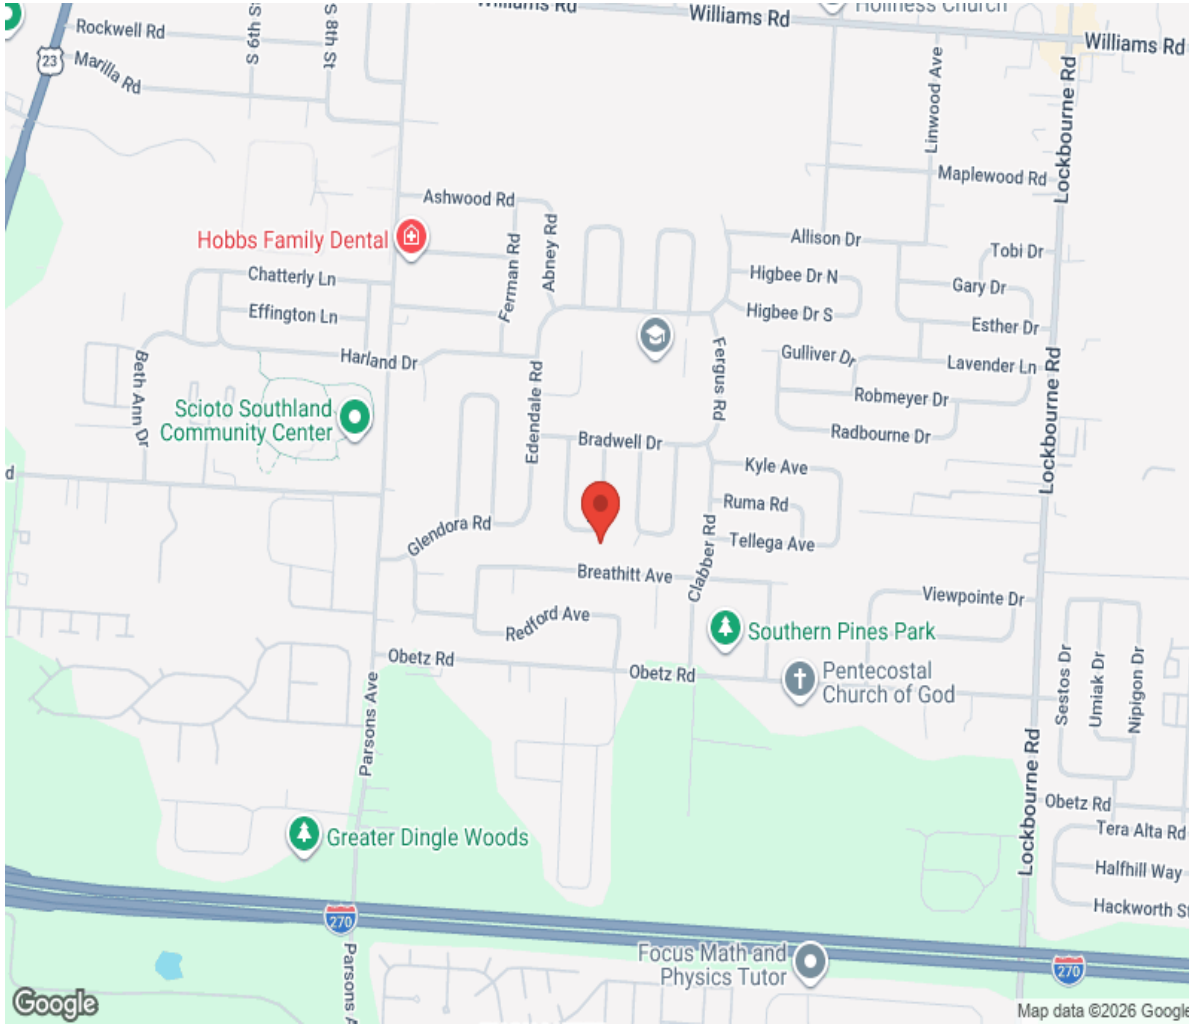 Williams Rd
Holiness Church
Williams Rd
Williams Rd
Rockwell Rd
S 6th St
S 8th St
23
Marilla Rd
Linwood Ave
Lockbourne Rd
Maplewood Rd
Ashwood Rd
Hobbs Family Dental
Ferman Rd
Abney Rd
Allison Dr
Tobi Dr
Chatterly Ln
Higbee Dr N
Gary Dr
Effington Ln
Higbee Dr S
Esther Dr
Harland Dr
Beth Ann Dr
Edendale Rd
Fergus Rd
Gulliver Dr
Lavender Ln
Lockbourne Rd
Robmeyer Dr
Scioto Southland
Community Center
Radbourne Dr
Bradwell Dr
Kyle Ave
d
Ruma Rd
Glendora Rd
Clabber Rd
Tellega Ave
Breathitt Ave
Viewpointe Dr
Redford Ave
Southern Pines Park
Obetz Rd
Obetz Rd
Pentecostal
Church of God
Parsons Ave
Sestos Dr
Umiak Dr
Nipigon Dr
Lockbourne Rd
Obetz Rd
Greater Dingle Woods
Tera Alta Rd
Halfhill Way
Hackworth St
270
Parsons A
Focus Math and
Physics Tutor
270
Google
Map data ©2026 Google